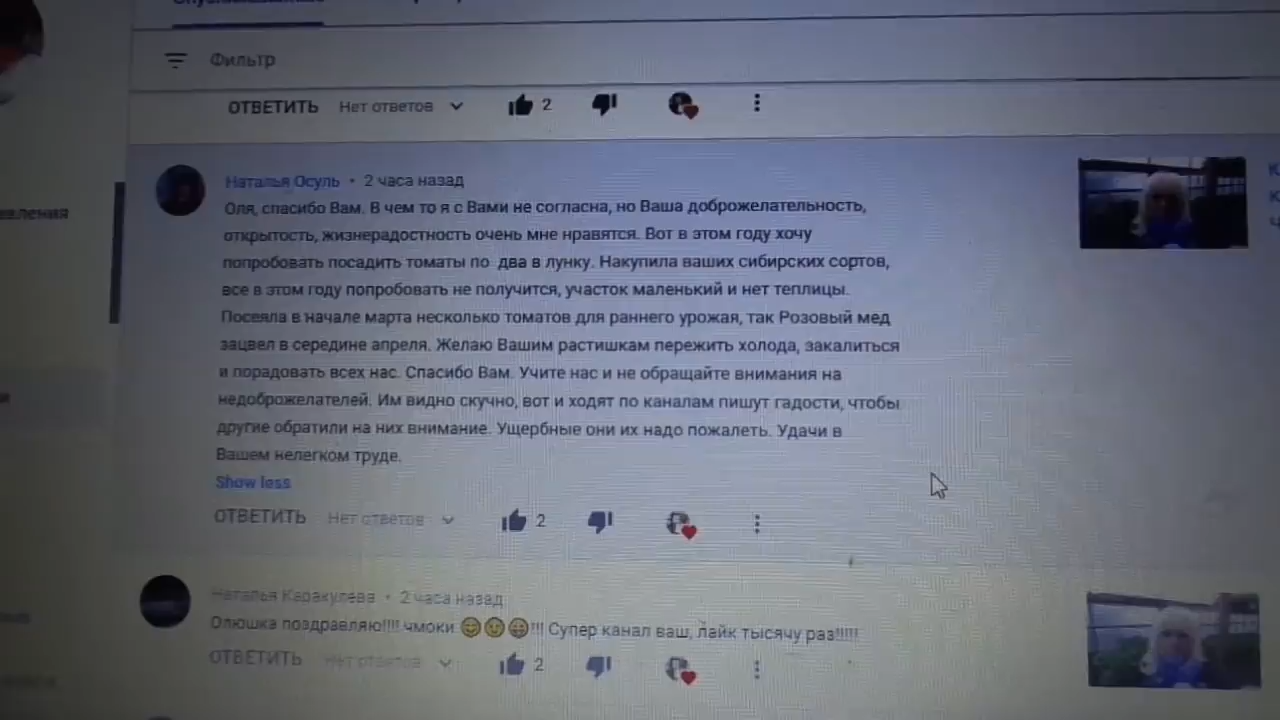 Фильтр
ОТВЕТИТЬ Нет ответов 2
Наталья Осуль • 2 часа назад
Оля, спасибо Вам. В чем то я с Вами не согласна, но Ваша доброжелательность,
открытость, жизнерадостность очень мне нравятся. Вот в этом году хочу
попробовать посадить томаты по два в лунку. Накупила ваших сибирских сортов,
все в этом году попробовать не получится, участок маленький и нет теплицы.
Посеяла в начале марта несколько томатов для раннего урожая, так Розовый мед
зацвел в середине апреля. Желаю Вашим растишкам пережить холода, закалиться
и порадовать всех нас. Спасибо Вам. Учите нас и не обращайте внимания на
недоброжелателей. Им видно скучно, вот и ходят по каналам пишут гадости, чтобы
другие обратили на них внимание. Ущербные они их надо пожалеть. Удачи в
Вашем нелегком труде.
Show less
ОТВЕТИТЬ Нет ответов 2
Наталья Каракулева • 2 часа назад
Олюшка поздравляю!!!! чмоки 😊😉😄!!! Супер канал ваш, лайк тысячу раз!!!!!
ОТВЕТИТЬ Нет ответов 2